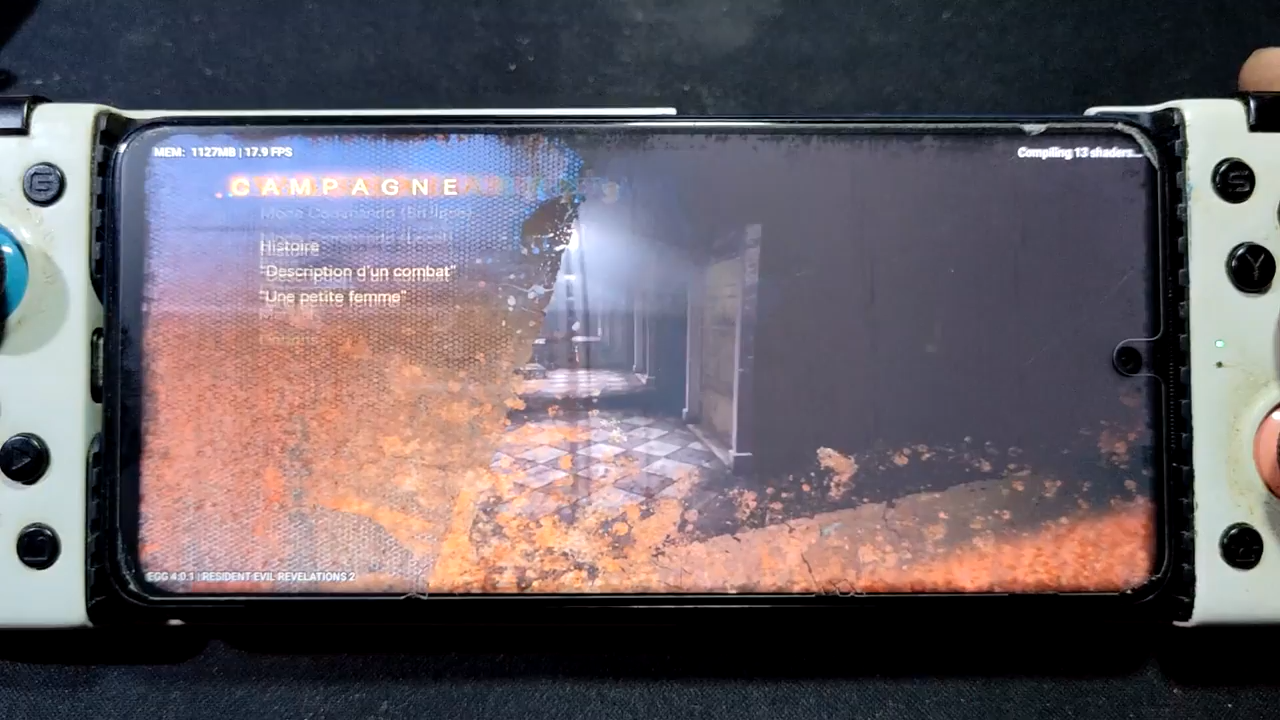 MEM: 1127MB | 17.9 FPS
Compiling 13 shaders...
CAMPAGNE
Histoire
"Description d'un combat"
"Une petite femme"
EGG 4.0.1 | RESIDENT EVIL REVELATIONS 2
Y